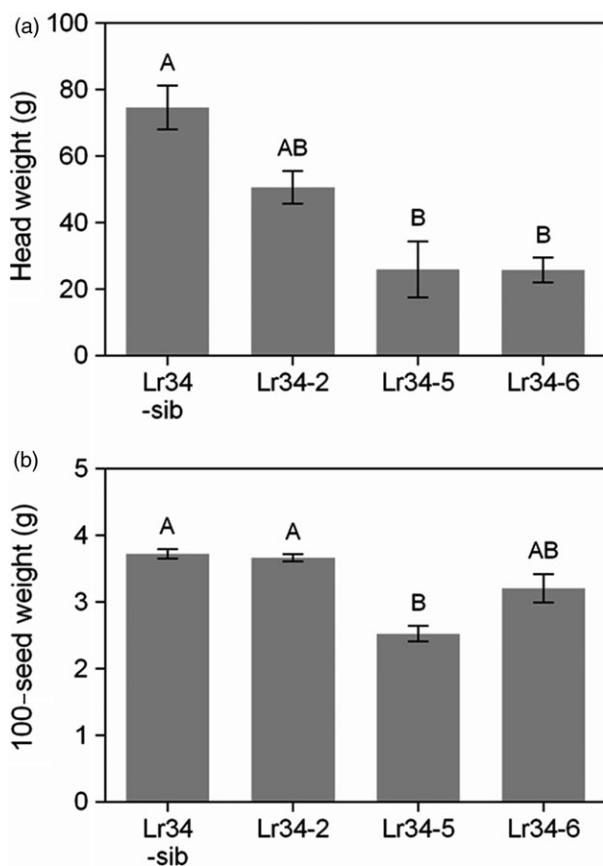 (a)
Head weight (g)
100
80
60
40
20
0
A
AB
B
B
Lr34
-sib
Lr34-2
Lr34-5
Lr34-6
(b)
100-seed weight (g)
5
4
3
2
1
0
A
A
B
AB
Lr34
-sib
Lr34-2
Lr34-5
Lr34-6